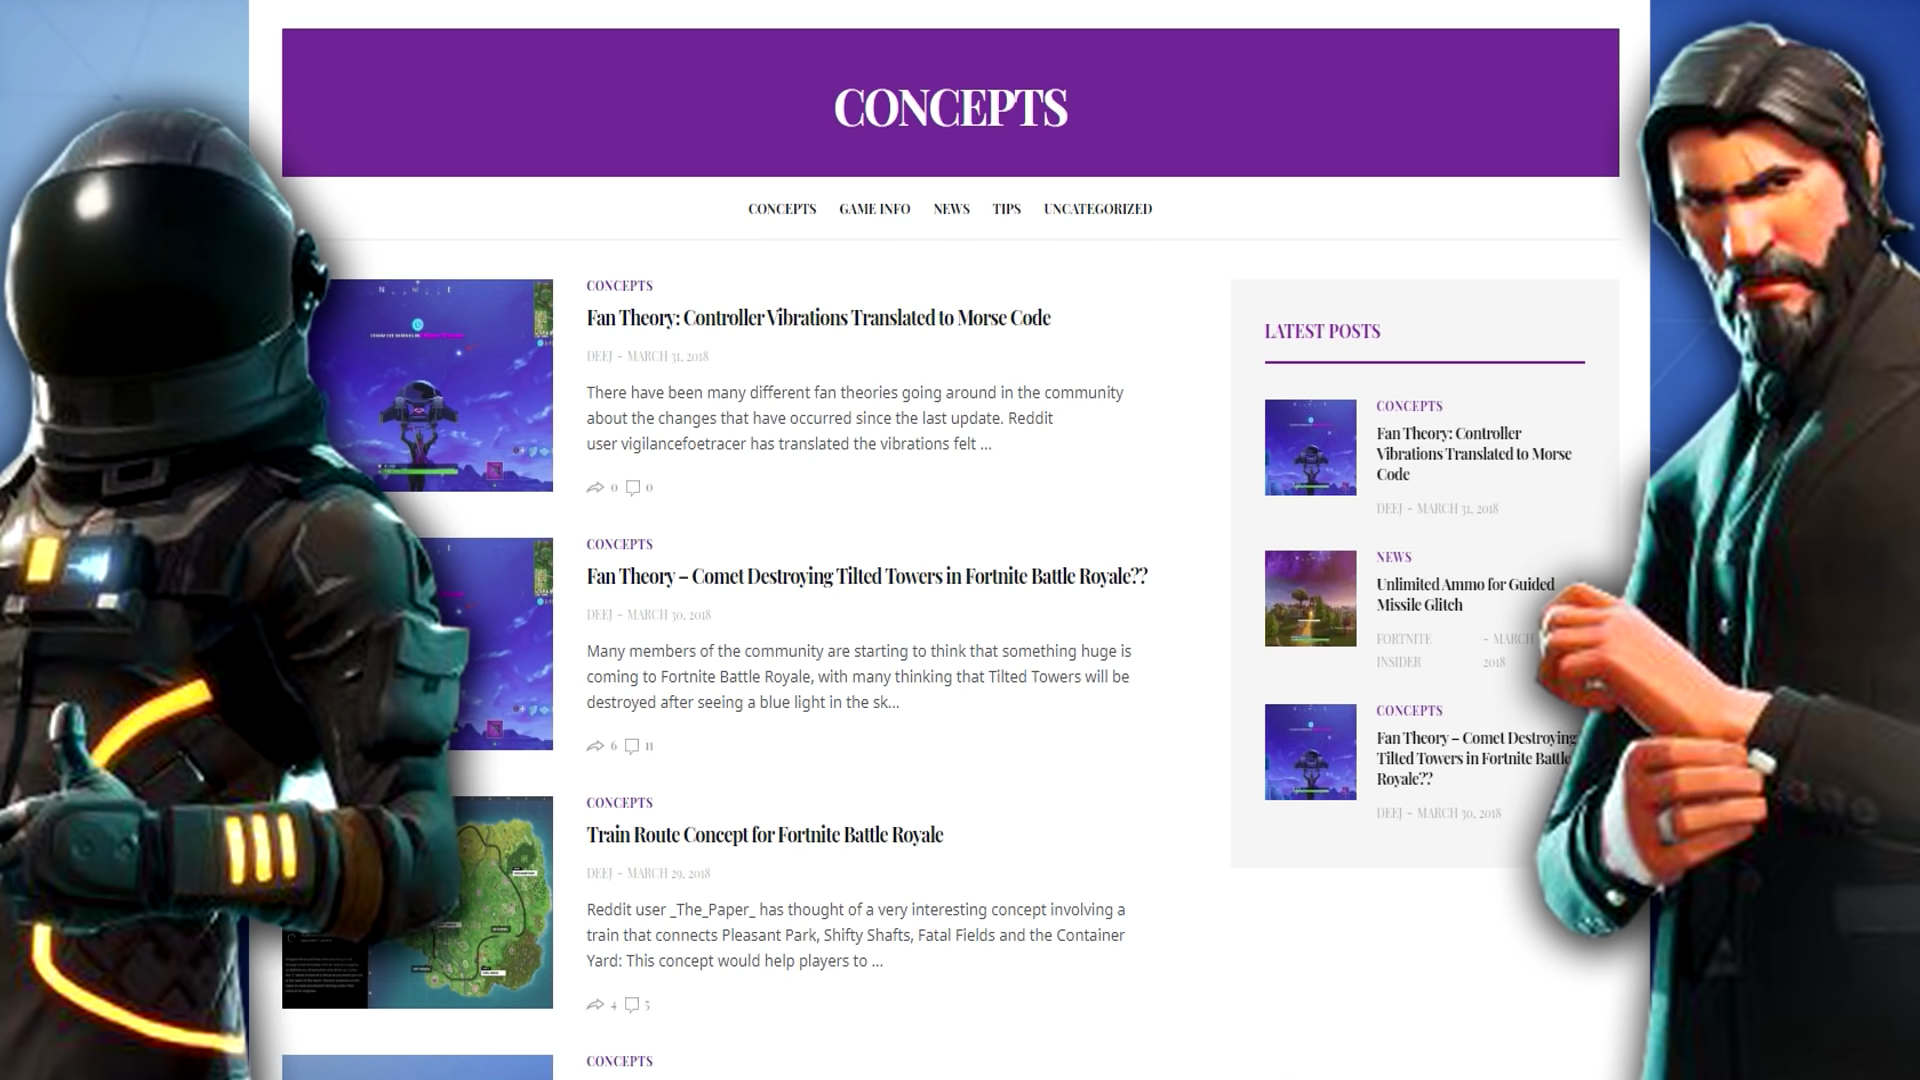 CONCEPTS
CONCEPTS GAME INFO NEWS TIPS UNCATEGORIZED
CONCEPTS
Fan Theory: Controller Vibrations Translated to Morse Code
DEEJ - MARCH 31, 2018
There have been many different fan theories going around in the community
about the changes that have occurred since the last update. Reddit
user vigilancefoetracer has translated the vibrations felt ...
0 0
CONCEPTS
Fan Theory – Comet Destroying Tilted Towers in Fortnite Battle Royale??
DEEJ - MARCH 30, 2018
Many members of the community are starting to think that something huge is
coming to Fortnite Battle Royale, with many thinking that Tilted Towers will be
destroyed after seeing a blue light in the sk...
6 11
CONCEPTS
Train Route Concept for Fortnite Battle Royale
DEEJ - MARCH 29, 2018
Reddit user _The_Paper_ has thought of a very interesting concept involving a
train that connects Pleasant Park, Shifty Shafts, Fatal Fields and the Container
Yard: This concept would help players to ...
4 5
CONCEPTS
LATEST POSTS
CONCEPTS
Fan Theory: Controller
Vibrations Translated to Morse
Code
DEEJ - MARCH 31, 2018
NEWS
Unlimited Ammo for Guided
Missile Glitch
FORTNITE - MARCH
INSIDER 2018
CONCEPTS
Fan Theory – Comet Destroying
Tilted Towers in Fortnite Battle
Royale??
DEEJ - MARCH 30, 2018